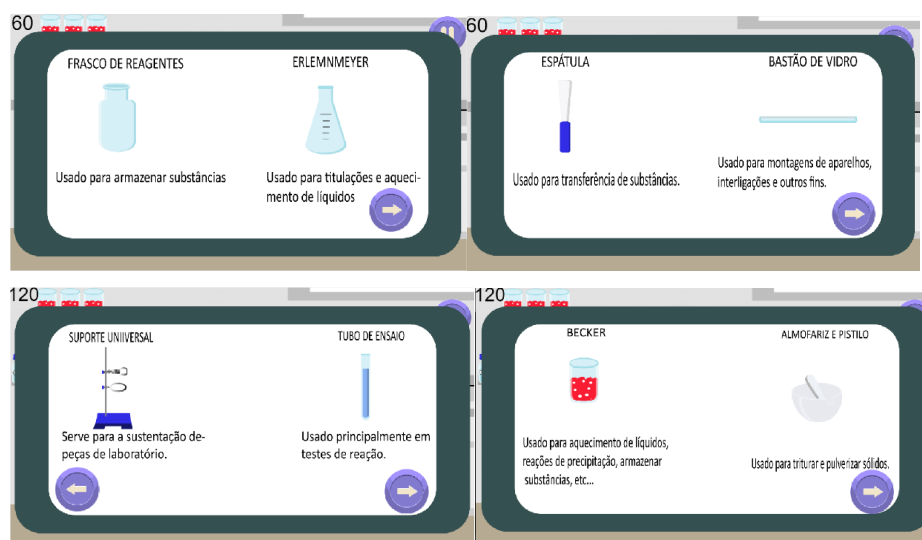 60
FRASCO DE REAGENTES
ERLEMNMEYER
Usado para armazenar substâncias
Usado para titulações e aqueci-
mento de líquidos
60
ESPÁTULA
BASTÃO DE VIDRO
Usado para transferência de substâncias.
Usado para montagens de aparelhos,
interligações e outros fins.
120
SUPORTE UNIIVERSAL
TUBO DE ENSAIO
Serve para a sustentação de-
peças de laboratório.
Usado principalmente em
testes de reação.
120
BECKER
ALMOFARIZ E PISTILO
Usado para aquecimento de líquidos,
reações de precipitação, armazenar
substâncias, etc...
Usado para triturar e pulverizar sólidos.